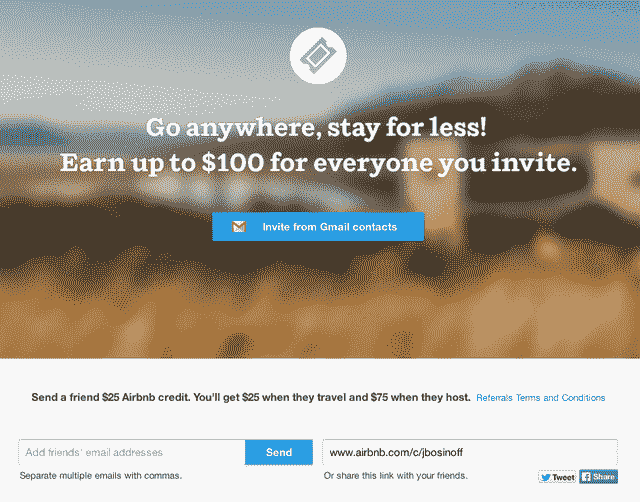 Go anywhere, stay for less!
Earn up to $100 for everyone you invite.
Invite from Gmail contacts
Send a friend $25 Airbnb credit. You'll get $25 when they travel and $75 when they host. Referrals Terms and Conditions
Add friends' email addresses Send www.airbnb.com/c/jbosinoff
Separate multiple emails with commas. Or share this link with your friends. Tweet Share